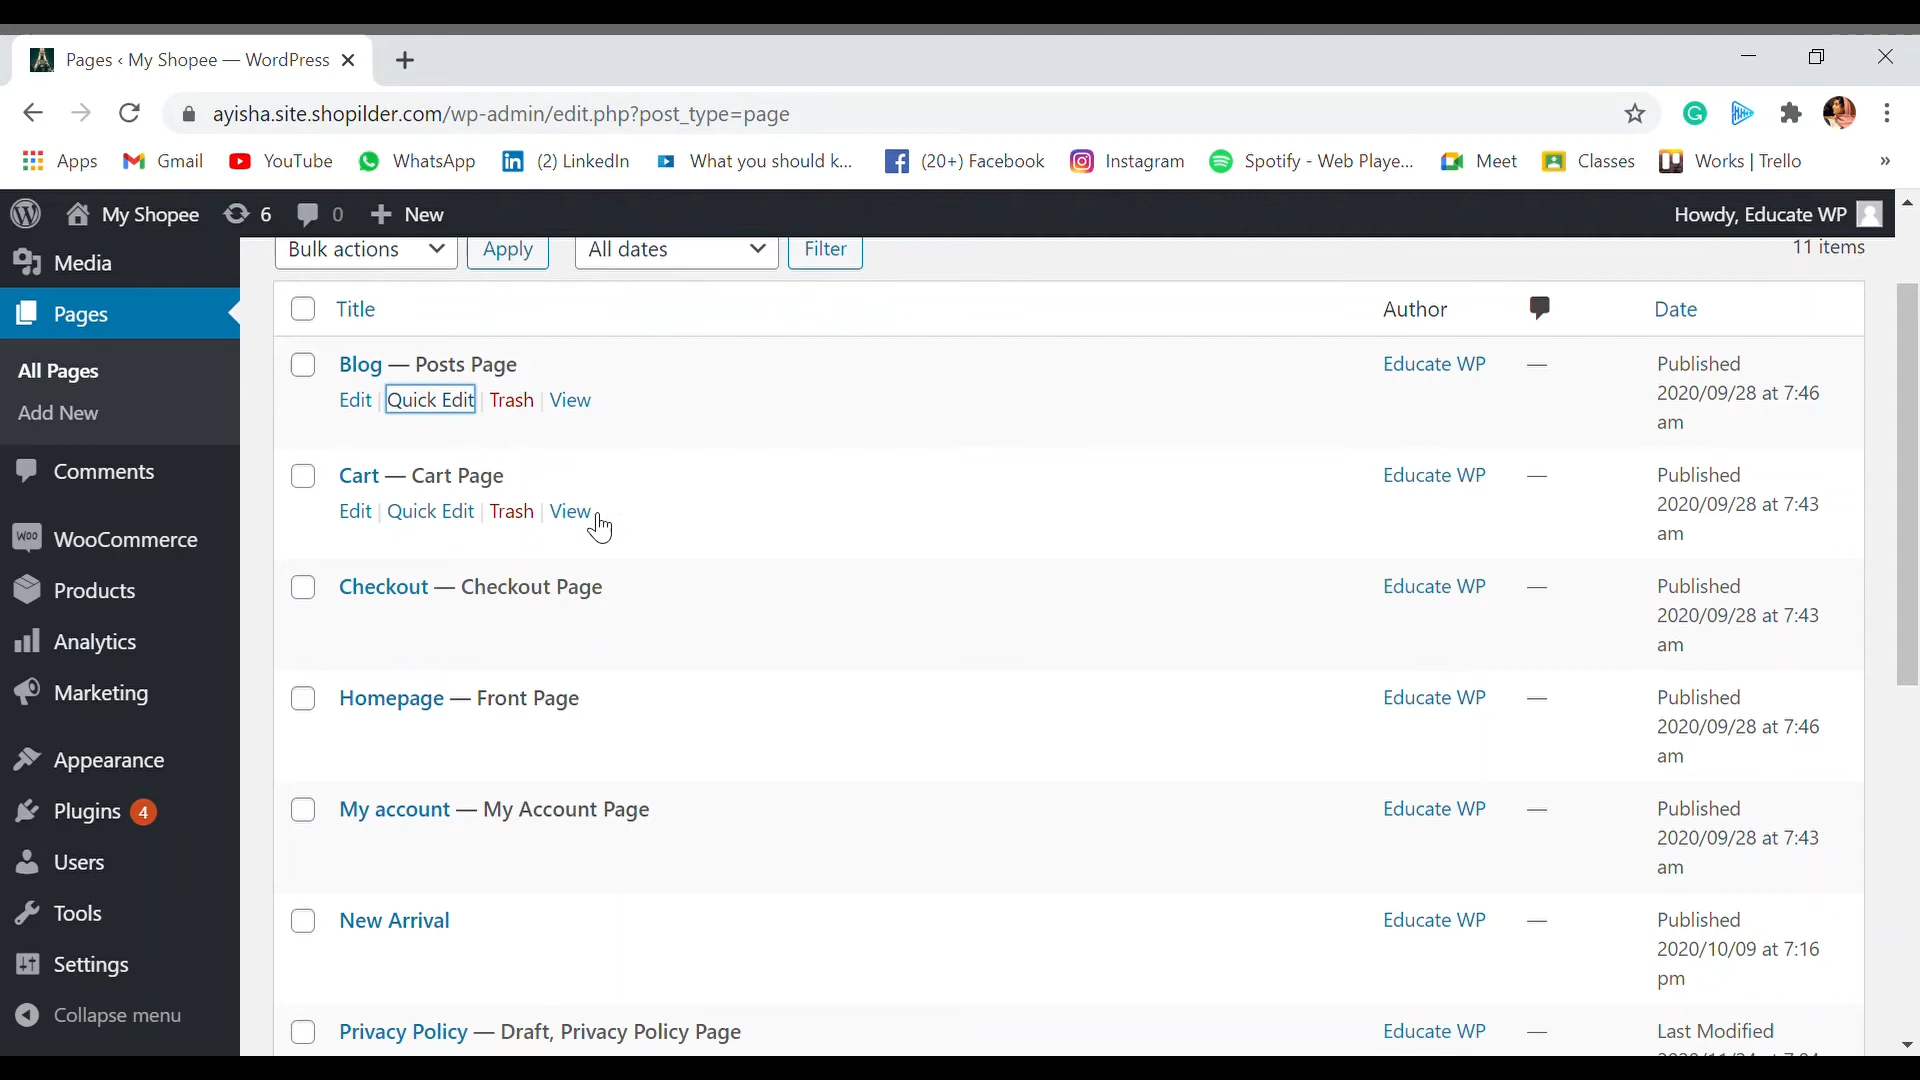 Pages ‹ My Shopee — WordPress
ayisha.site.shopilder.com/wp-admin/edit.php?post_type=page
Apps Gmail YouTube WhatsApp (2) LinkedIn What you should k... (20+) Facebook Instagram Spotify - Web Playe... Meet Classes Works | Trello »
My Shopee 6 0 New Howdy, Educate WP
Media
Pages
All Pages
Add New
Comments
WooCommerce
Products
Analytics
Marketing
Appearance
Plugins 4
Users
Tools
Settings
Collapse menu
Bulk actions Apply All dates Filter 11 items
Title Author Date
Blog — Posts Page Educate WP — Published
2020/09/28 at 7:46
am
Edit | Quick Edit | Trash | View
Cart — Cart Page Educate WP — Published
2020/09/28 at 7:43
am
Edit | Quick Edit | Trash | View
Checkout — Checkout Page Educate WP — Published
2020/09/28 at 7:43
am
Homepage — Front Page Educate WP — Published
2020/09/28 at 7:46
am
My account — My Account Page Educate WP — Published
2020/09/28 at 7:43
am
New Arrival Educate WP — Published
2020/10/09 at 7:16
pm
Privacy Policy — Draft, Privacy Policy Page Educate WP — Last Modified